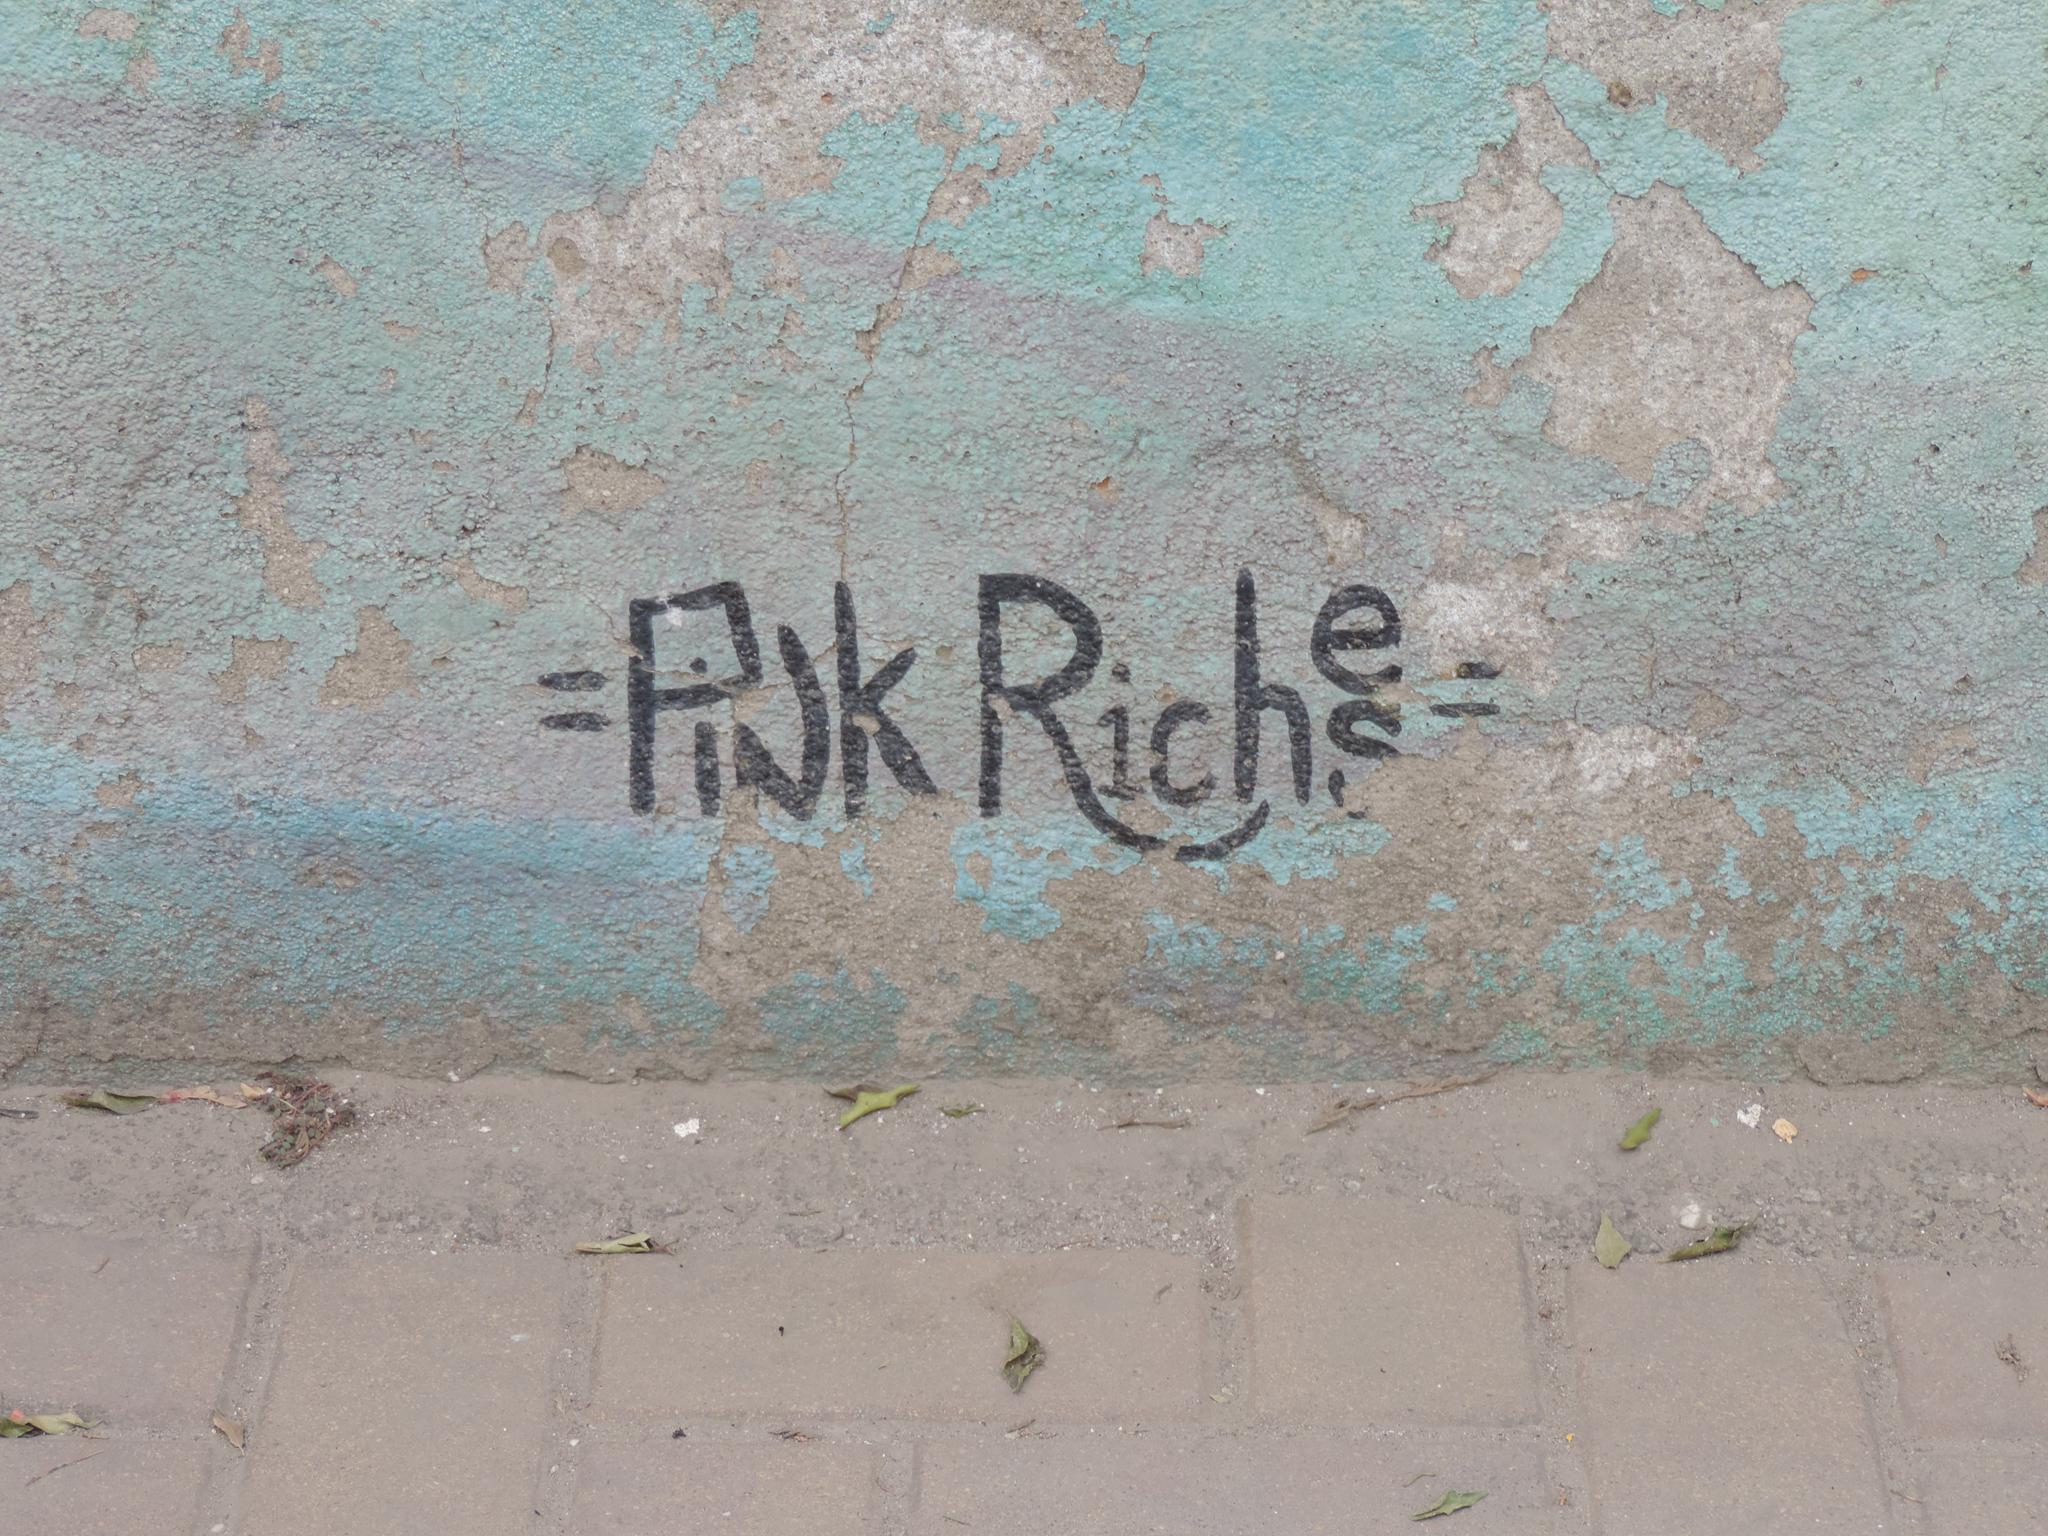 =Pink Riches=